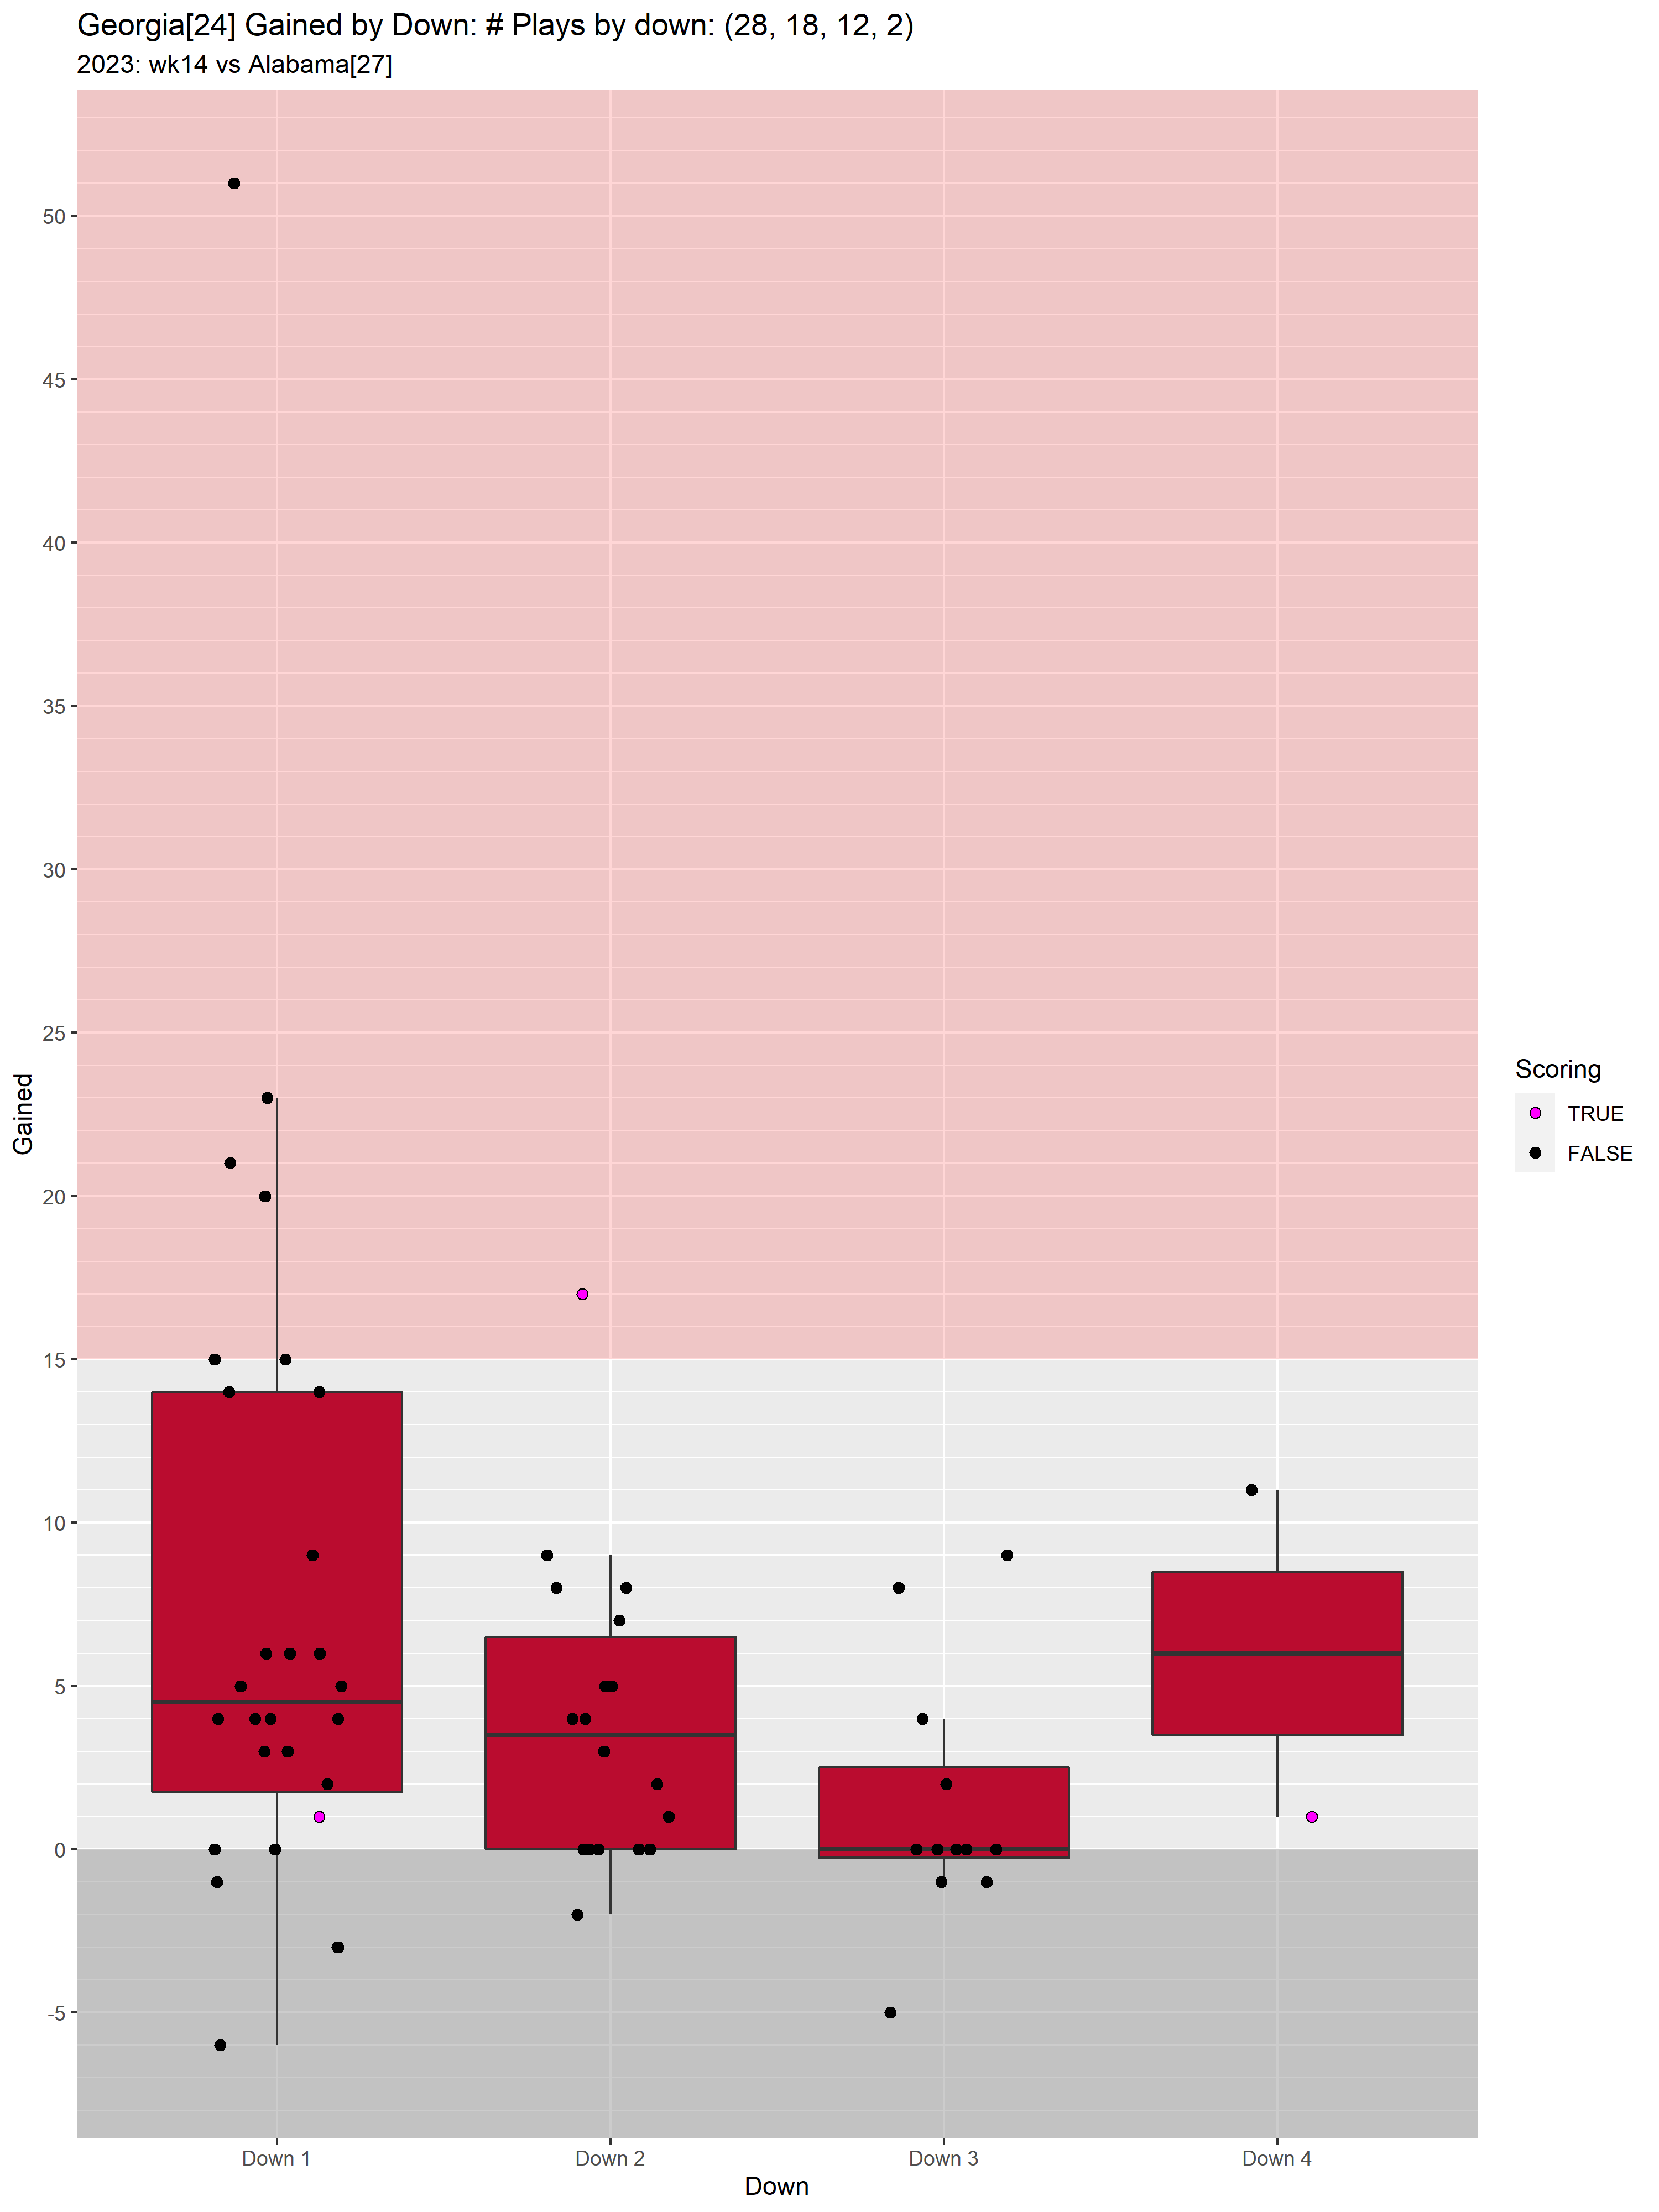 Georgia[24] Gained by Down: # Plays by down: (28, 18, 12, 2)
2023: wk14 vs Alabama[27]
Gained
50
45
40
35
30
25
20
15
10
5
0
-5
Down 1
Down 2
Down 3
Down 4
Down
Scoring
TRUE
FALSE